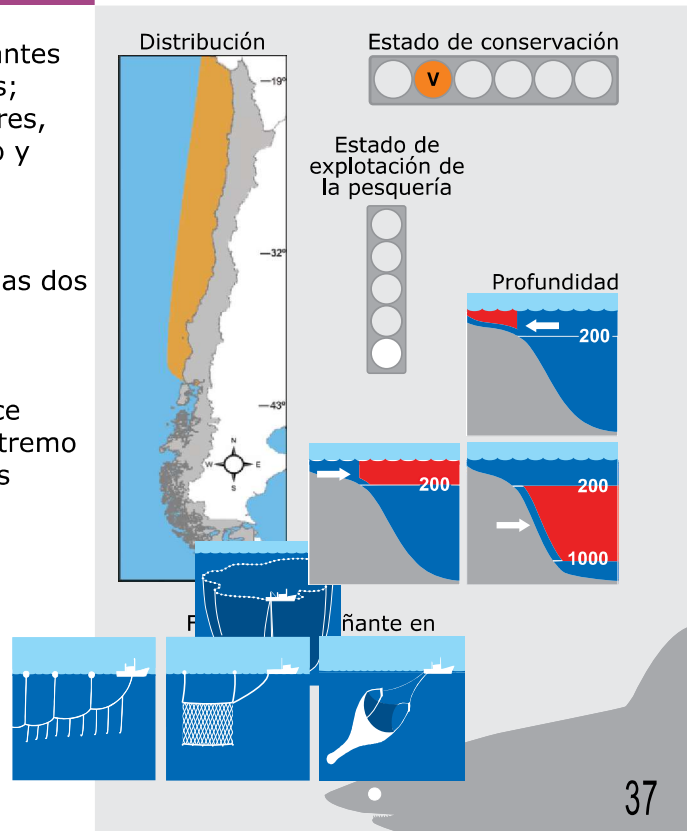 Distribución
Estado de conservación
V
Estado de
explotación de
la pesquería
Profundidad
antes
s;
res,
o y
as dos
ce
tremo
s
19°
32°
43°
N
W
E
S
200
200
200
1000
F
ñante en
37